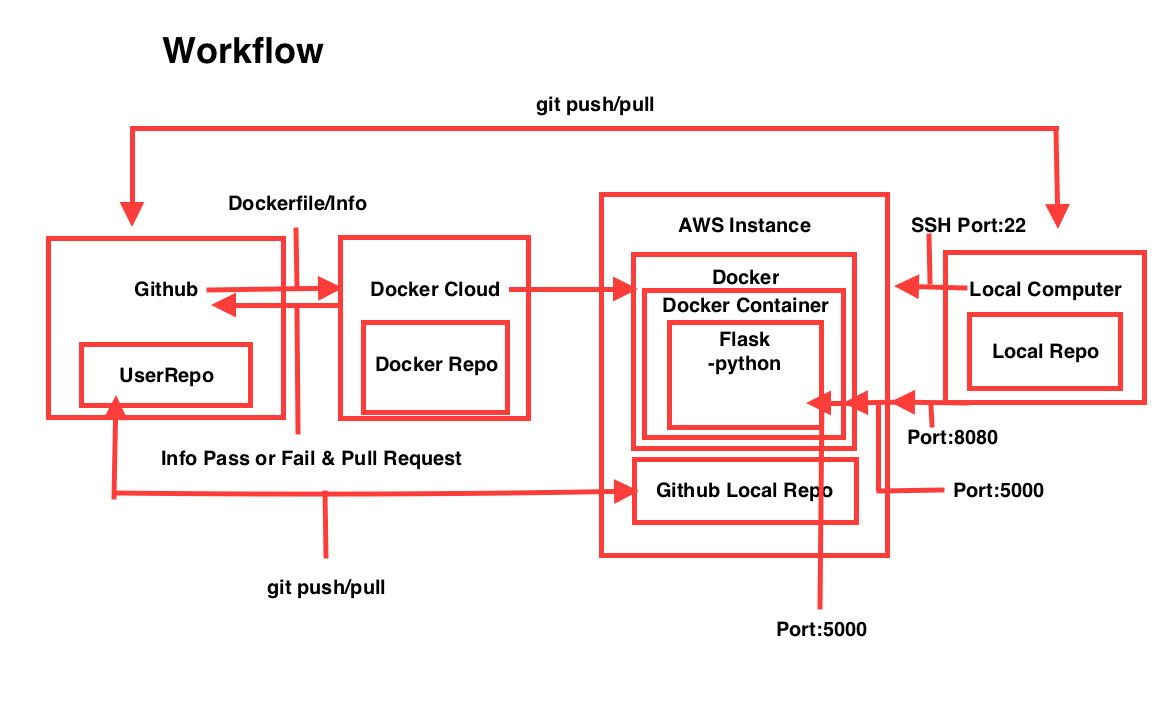 Workflow
git push/pull
Dockerfile/Info
AWS Instance
SSH Port:22
Docker
Github
Docker Cloud
Docker Container
Local Computer
Flask
-python
Local Repo
Docker Repo
UserRepo
Port:8080
Info Pass or Fail & Pull Request
Github Local Repo
Port:5000
git push/pull
Port:5000